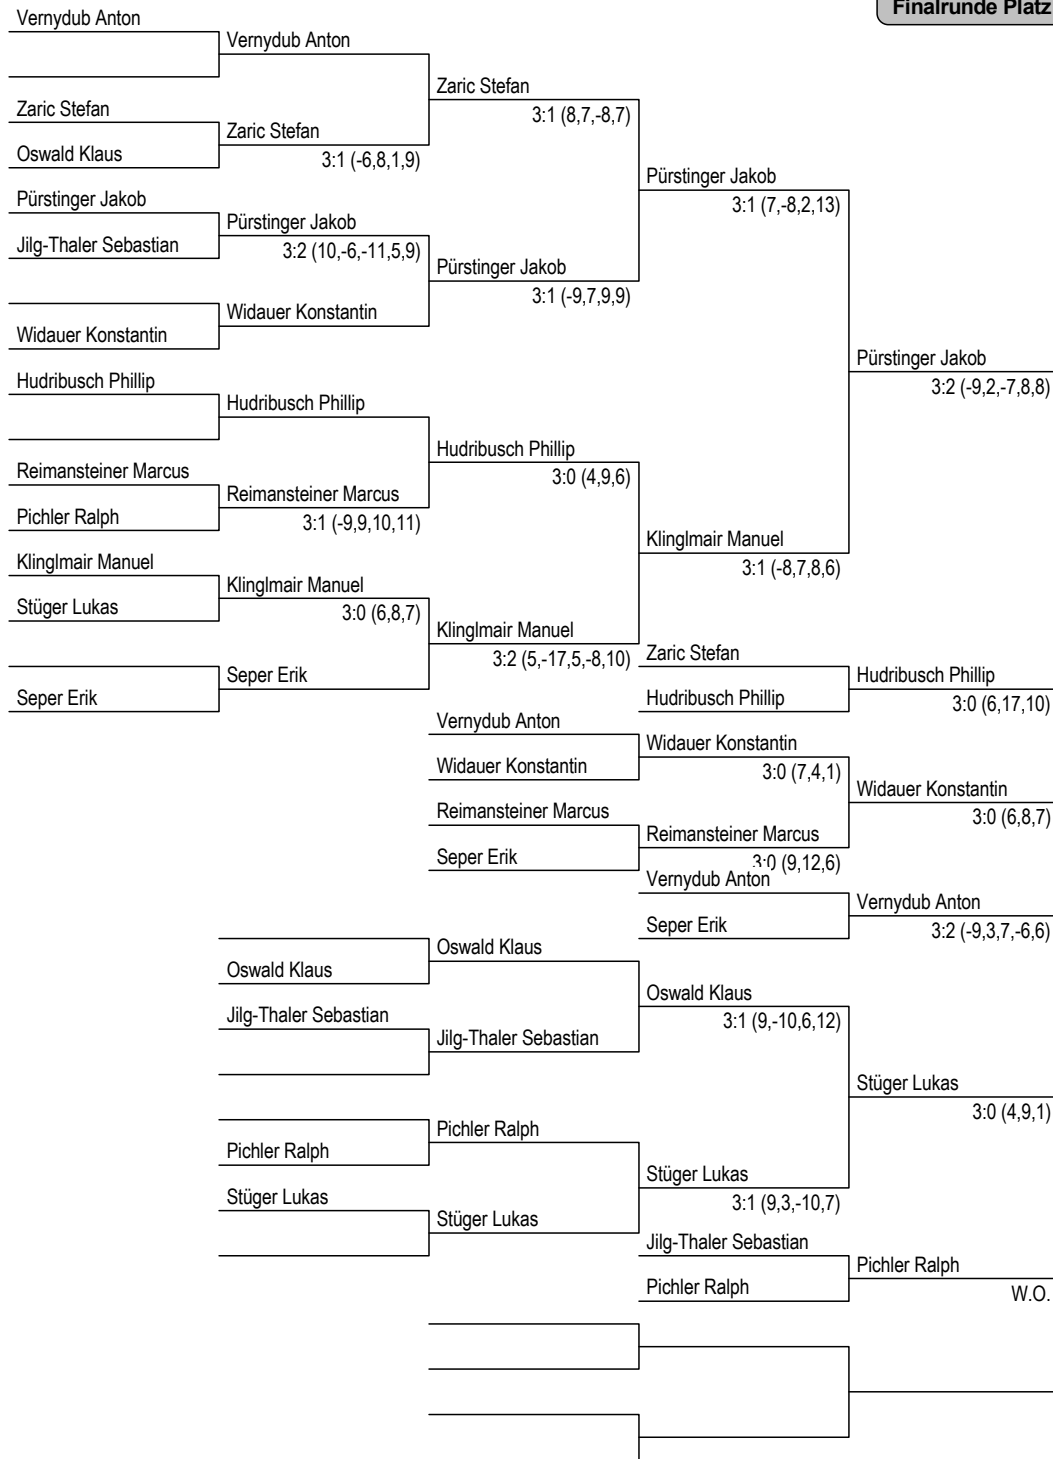 Finalrunde Platz
Vernydub Anton
Vernydub Anton
Zaric Stefan
3:1 (8,7,-8,7)
Zaric Stefan
Zaric Stefan
Oswald Klaus
3:1 (-6,8,1,9)
Pürstinger Jakob
3:1 (7,-8,2,13)
Pürstinger Jakob
Pürstinger Jakob
Jilg-Thaler Sebastian
3:2 (10,-6,-11,5,9)
Pürstinger Jakob
3:1 (-9,7,9,9)
Widauer Konstantin
Widauer Konstantin
Pürstinger Jakob
3:2 (-9,2,-7,8,8)
Hudribusch Phillip
Hudribusch Phillip
Hudribusch Phillip
3:0 (4,9,6)
Reimansteiner Marcus
Reimansteiner Marcus
Pichler Ralph
3:1 (-9,9,10,11)
Klinglmair Manuel
3:1 (-8,7,8,6)
Klinglmair Manuel
Klinglmair Manuel
Stüger Lukas
3:0 (6,8,7)
Klinglmair Manuel
3:2 (5,-17,5,-8,10)
Seper Erik
Seper Erik
Zaric Stefan
Hudribusch Phillip
Hudribusch Phillip
3:0 (6,17,10)
Vernydub Anton
Widauer Konstantin
Widauer Konstantin
3:0 (7,4,1)
Widauer Konstantin
3:0 (6,8,7)
Reimansteiner Marcus
Reimansteiner Marcus
Seper Erik
3:0 (9,12,6)
Vernydub Anton
Vernydub Anton
Seper Erik
3:2 (-9,3,7,-6,6)
Oswald Klaus
Oswald Klaus
Oswald Klaus
3:1 (9,-10,6,12)
Jilg-Thaler Sebastian
Jilg-Thaler Sebastian
Stüger Lukas
3:0 (4,9,1)
Pichler Ralph
Pichler Ralph
Stüger Lukas
3:1 (9,3,-10,7)
Stüger Lukas
Stüger Lukas
Jilg-Thaler Sebastian
Pichler Ralph
Pichler Ralph
W.O.